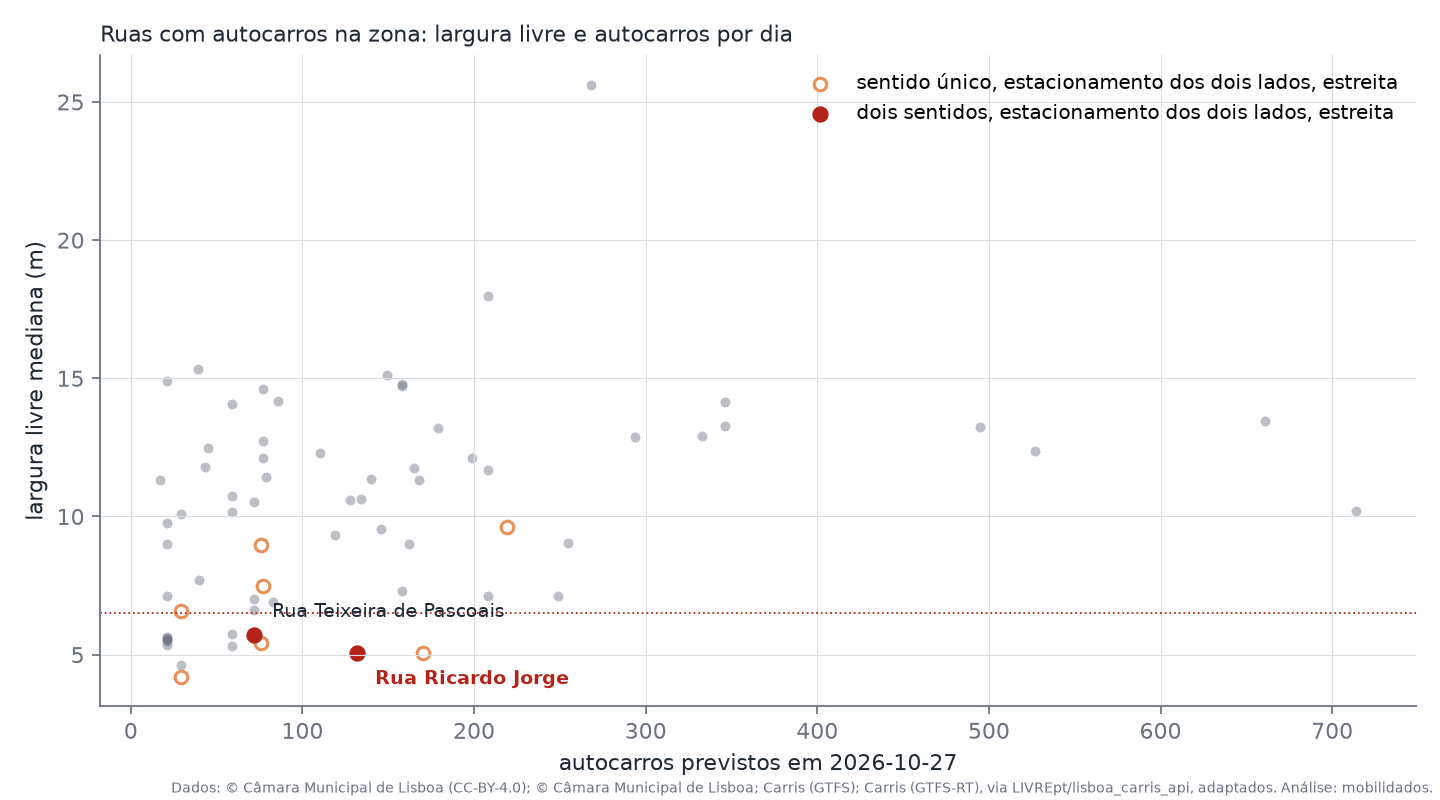 Ruas com autocarros na zona: largura livre e autocarros por dia
sentido único, estacionamento dos dois lados, estreita
dois sentidos, estacionamento dos dois lados, estreita
largura livre mediana (m)
25
20
15
10
5
Rua Teixeira de Pascoais
Rua Ricardo Jorge
0 100 200 300 400 500 600 700
autocarros previstos em 2026-10-27
Dados: © Câmara Municipal de Lisboa (CC-BY-4.0); © Câmara Municipal de Lisboa; Carris (GTFS); Carris (GTFS-RT), via LIVREpt/lisboa_carris_api, adaptados. Análise: mobilidados.